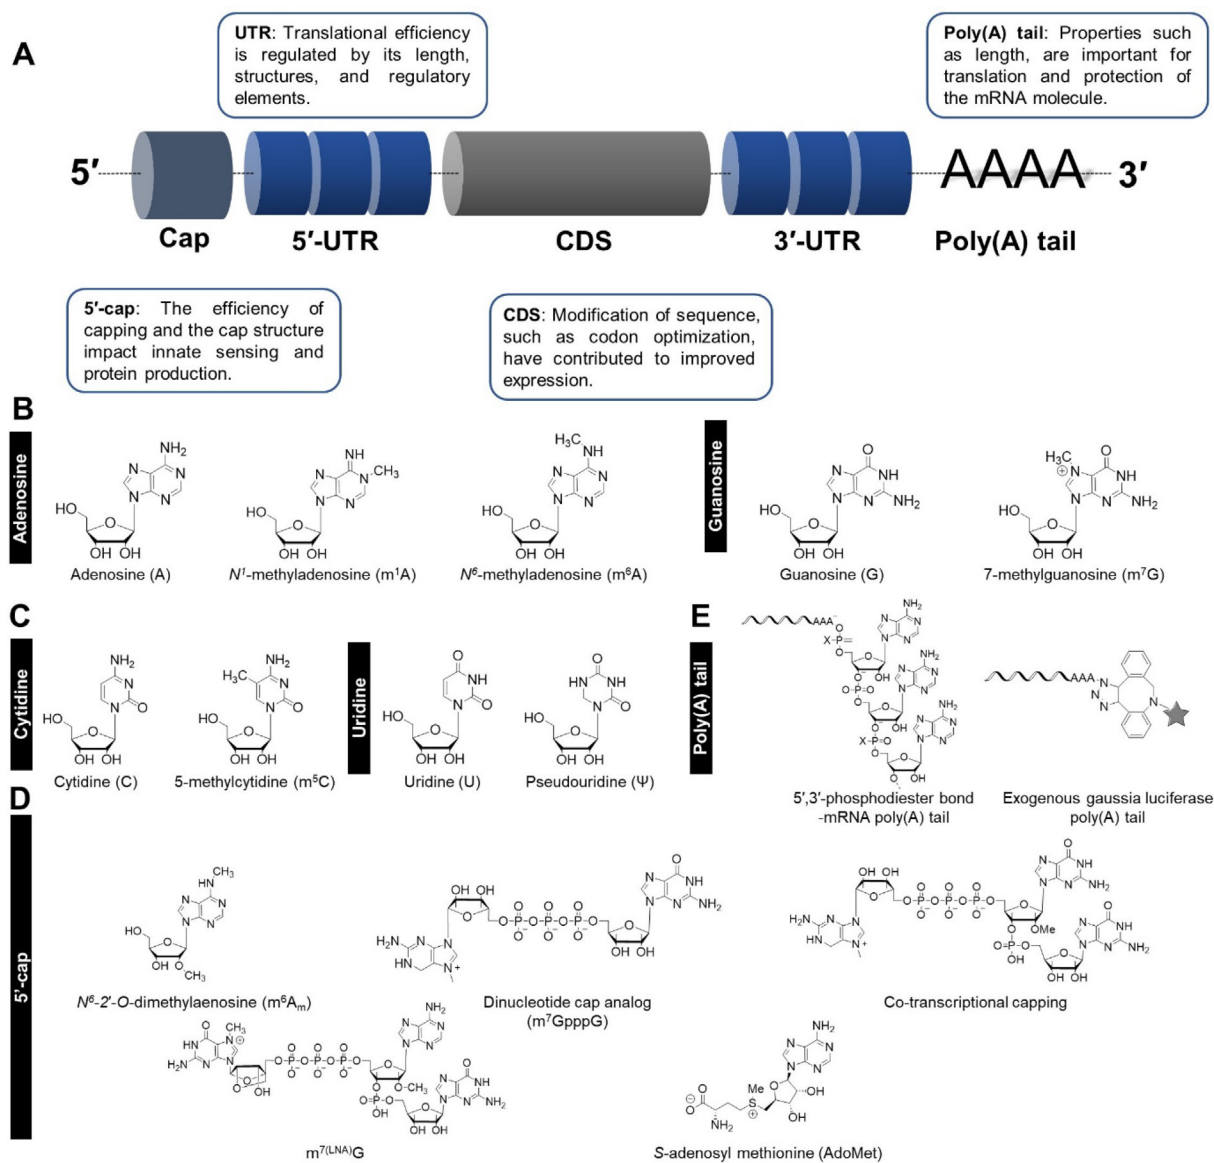 A
UTR: Translational efficiency
is regulated by its length,
structures, and regulatory
elements.
Poly(A) tail: Properties such
as length, are important for
translation and protection of
the mRNA molecule.
5′
AAAA
3′
Cap
5′-UTR
CDS
3′-UTR
Poly(A) tail
5′-cap: The efficiency of
capping and the cap structure
impact innate sensing and
protein production.
CDS: Modification of sequence,
such as codon optimization,
have contributed to improved
expression.
B
Adenosine
Adenosine (A)
N¹-methyladenosine (m¹A)
N⁶-methyladenosine (m⁶A)
Guanosine
Guanosine (G)
7-methylguanosine (m⁷G)
C
Cytidine
Cytidine (C)
5-methylcytidine (m⁵C)
Uridine
Uridine (U)
Pseudouridine (Ψ)
E
Poly(A) tail
5′,3′-phosphodiester bond
-mRNA poly(A) tail
Exogenous gaussia luciferase
poly(A) tail
D
5'-cap
N⁶-2′-O-dimethylaenosine (m⁶Aₘ)
Dinucleotide cap analog
(m⁷GpppG)
Co-transcriptional capping
m⁷⁽ᴸᴺᴬ⁾G
S-adenosyl methionine (AdoMet)